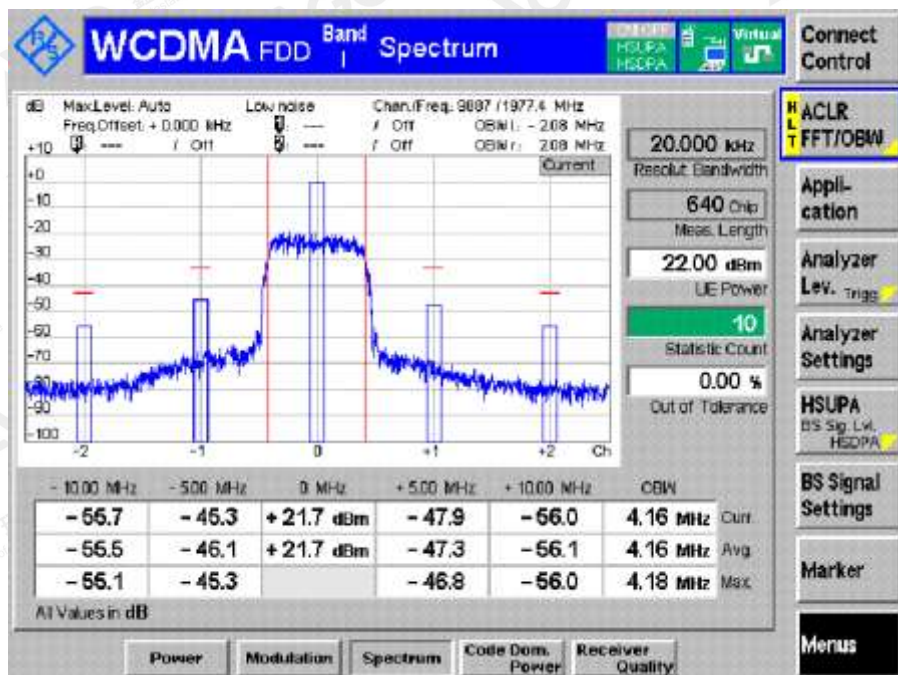 WCDMA FDD Band I Spectrum
HSUPA
HSDPA
Virtual
Connect Control
dB Max.Level: Auto Low noise Chan./Freq.: 9887 / 1977.4 MHz
Freq.Offset: + 0.000 kHz --- / Off OBW l: - 2.08 MHz
--- / Off --- / Off OBW r: 2.08 MHz
Current
+10
+0
-10
-20
-30
-40
-50
-60
-70
-80
-90
-100
-2 -1 0 +1 +2 Ch
20.000 kHz
Resolut. Bandwidth
640 Chip
Meas. Length
22.00 dBm
UE Power
10
Statistic Count
0.00 %
Out of Tolerance
- 10.00 MHz - 5.00 MHz 0 MHz + 5.00 MHz + 10.00 MHz OBW
- 55.7 - 45.3 + 21.7 dBm - 47.9 - 56.0 4.16 MHz Curr.
- 55.5 - 46.1 + 21.7 dBm - 47.3 - 56.1 4.16 MHz Avg.
- 55.1 - 45.3 - 46.8 - 56.0 4.18 MHz Max.
All Values in dB
HLT ACLR FFT/OBW
Appli- cation
Analyzer Lev. Trigg.
Analyzer Settings
HSUPA
BS Sig. Lvl.
HSDPA
BS Signal Settings
Marker
Menus
Power
Modulation
Spectrum
Code Dom. Power
Receiver Quality